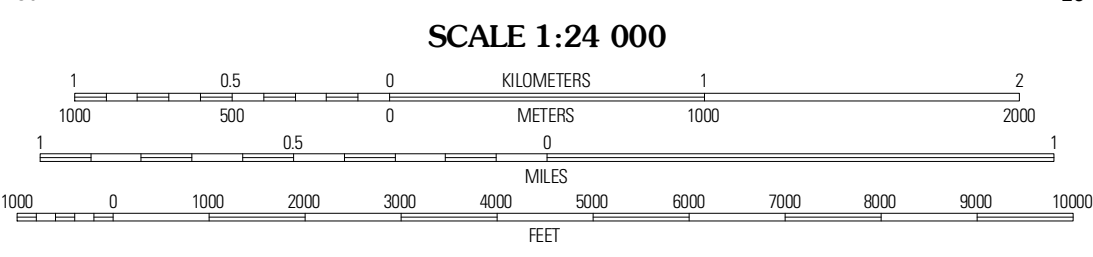 SCALE 1:24 000
1 0.5 0 KILOMETERS 1 2
1000 500 0 METERS 1000 2000
1 0.5 0 1
MILES
1000 0 1000 2000 3000 4000 5000 6000 7000 8000 9000 10000
FEET